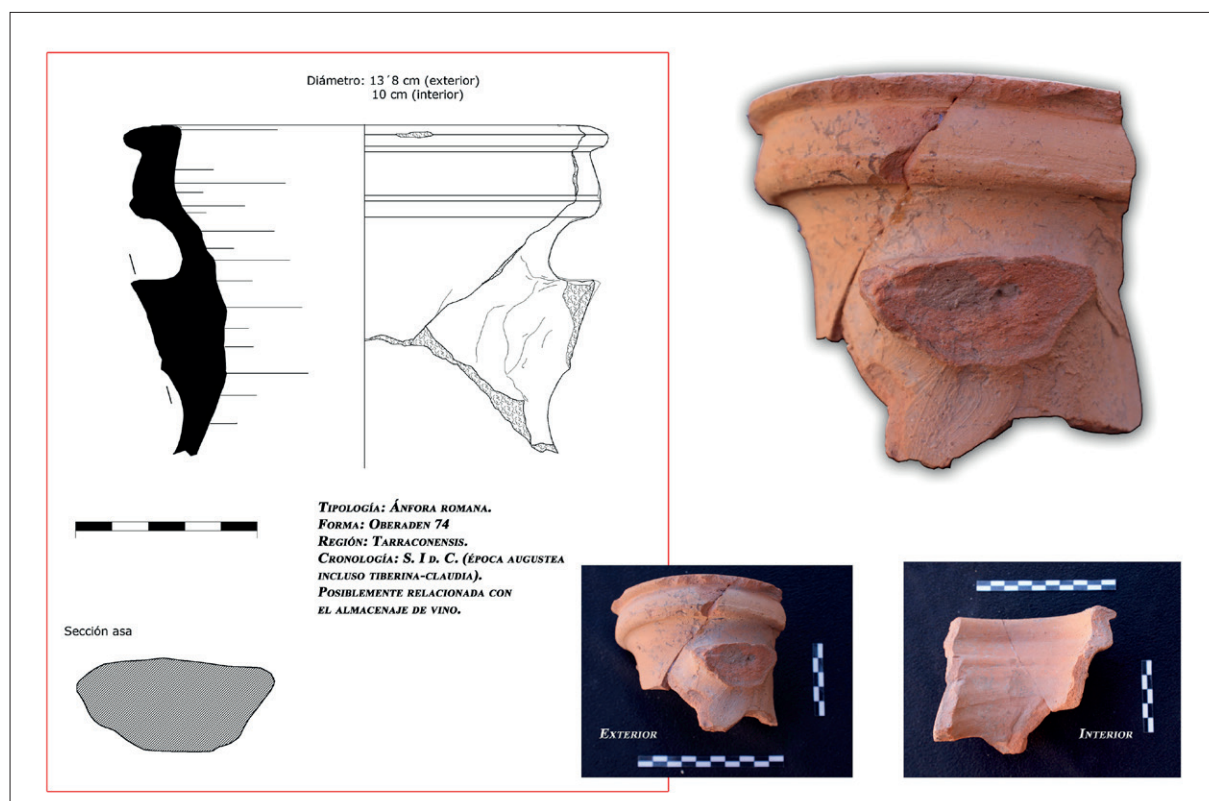 Diámetro: 13´8 cm (exterior)
10 cm (interior)
Tipología: Ánfora romana.
Forma: Oberaden 74
Región: Tarraconensis.
Cronología: S. I d. C. (época augustea
incluso tiberina-claudia).
Posiblemente relacionada con
el almacenaje de vino.
Sección asa
Exterior
Interior